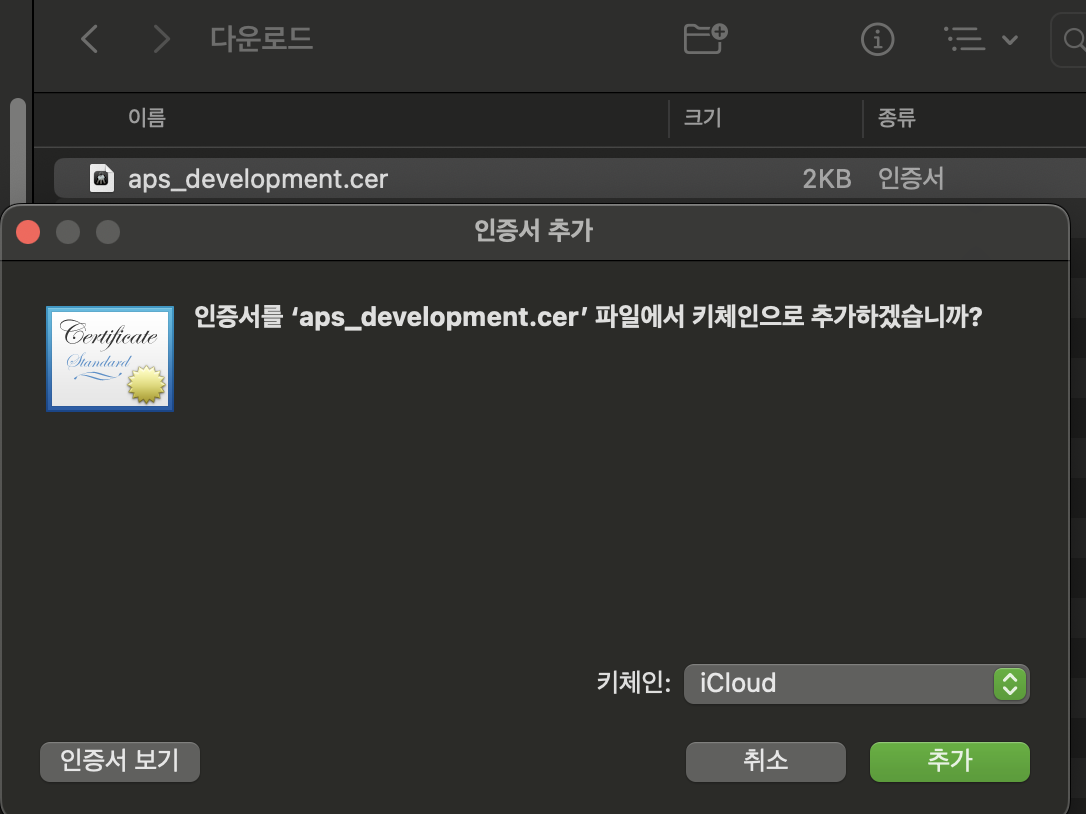 다운로드
이름 크기 종류
aps_development.cer 2KB 인증서
인증서 추가
Certificate
Standard
인증서를 ‘aps_development.cer’ 파일에서 키체인으로 추가하겠습니까?
키체인: iCloud
인증서 보기 취소 추가